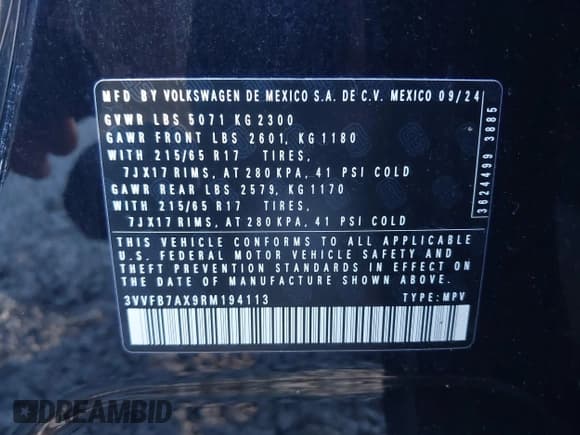 MFD BY VOLKSWAGEN DE MEXICO S.A. DE C.V. MEXICO 09/24
GVWR LBS 5071 KG 2300
GAWR FRONT LBS 2601, KG 1180
WITH 215/65 R17 TIRES,
7JX17 RIMS, AT 280 KPA, 41 PSI COLD
GAWR REAR LBS 2579, KG 1170
WITH 215/65 R17 TIRES,
7JX17 RIMS, AT 280 KPA, 41 PSI COLD
3624499 3885
THIS VEHICLE CONFORMS TO ALL APPLICABLE
U.S. FEDERAL MOTOR VEHICLE SAFETY AND
THEFT PREVENTION STANDARDS IN EFFECT ON
THE DATE OF MANUFACTURE SHOWN ABOVE.
3VVFB7AX9RM194113 TYPE: MPV
DREAMBID